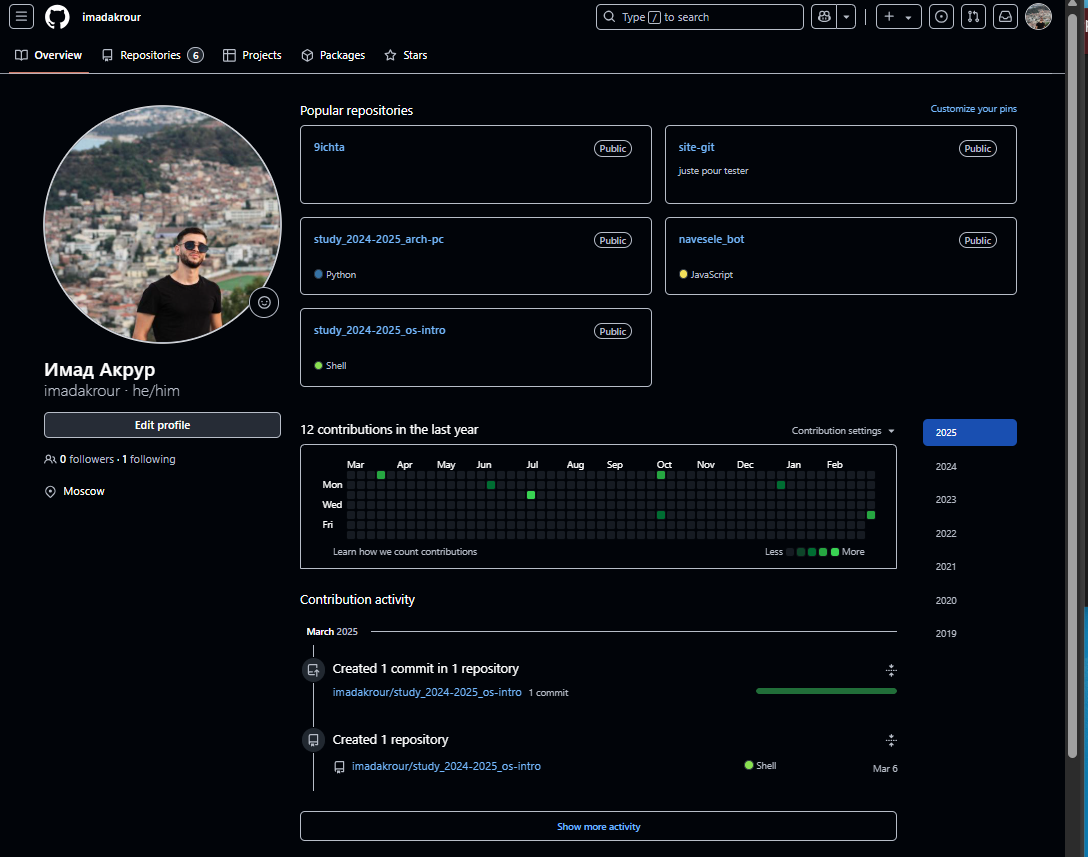 imadakrour
Type / to search
Overview
Repositories 6
Projects
Packages
Stars
Имад Акрур
imadakrour · he/him
Edit profile
0 followers · 1 following
Moscow
Popular repositories
Customize your pins
9ichta
Public
site-git
Public
juste pour tester
study_2024-2025_arch-pc
Public
Python
navesele_bot
Public
JavaScript
study_2024-2025_os-intro
Public
Shell
12 contributions in the last year
Contribution settings
Mar Apr May Jun Jul Aug Sep Oct Nov Dec Jan Feb
Mon
Wed
Fri
Learn how we count contributions
Less
More
2025
2024
2023
2022
2021
2020
2019
Contribution activity
March 2025
Created 1 commit in 1 repository
imadakrour/study_2024-2025_os-intro 1 commit
Created 1 repository
imadakrour/study_2024-2025_os-intro
Shell
Mar 6
Show more activity